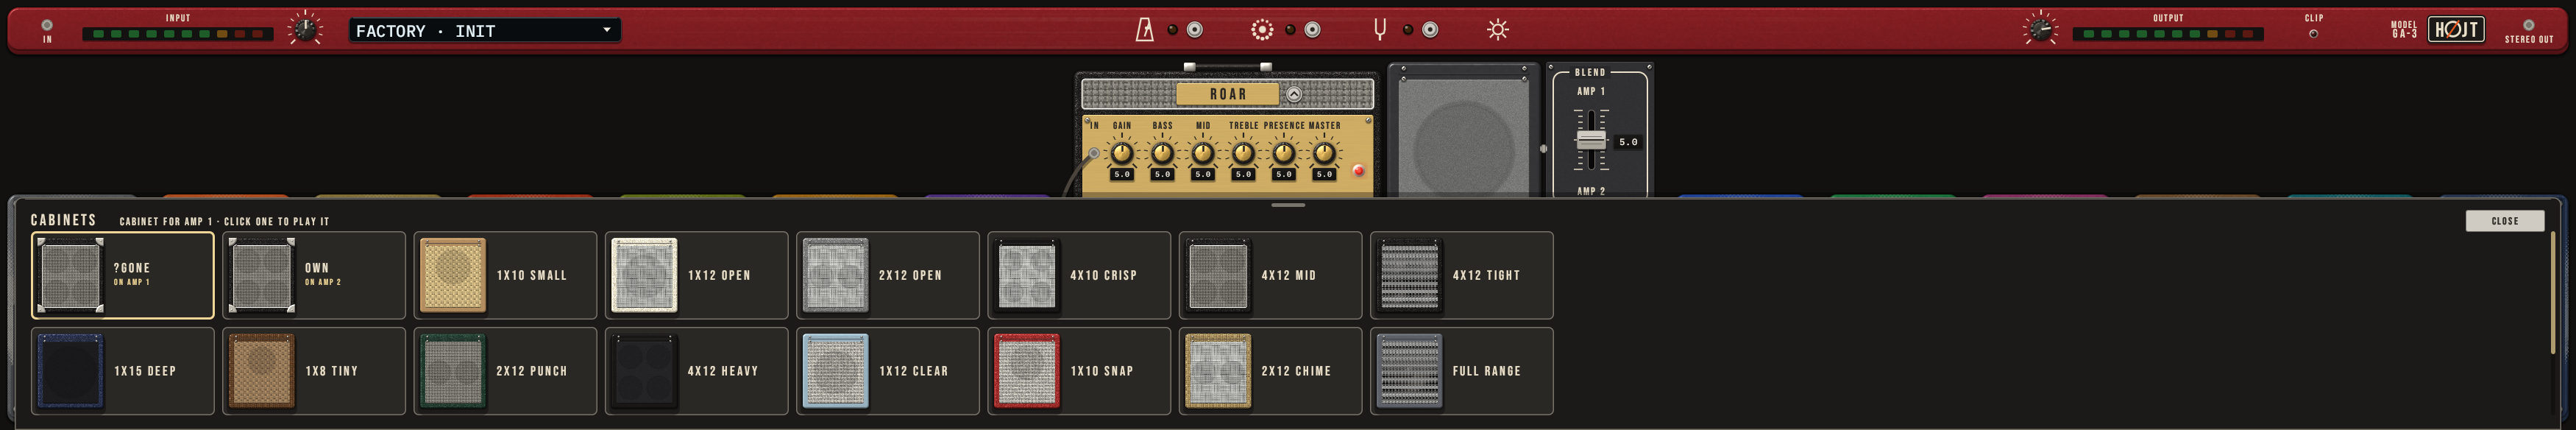 INPUT
IN
FACTORY · INIT
OUTPUT
CLIP
MODEL
GA-3
HØJT
STEREO OUT
ROAR
IN GAIN BASS MID TREBLE PRESENCE MASTER
5.0 5.0 5.0 5.0 5.0 5.0
BLEND
AMP 1
5.0
AMP 2
CABINETS CABINET FOR AMP 1 · CLICK ONE TO PLAY IT
CLOSE
?GONE
ON AMP 1
OWN
ON AMP 2
1X10 SMALL
1X12 OPEN
2X12 OPEN
4X10 CRISP
4X12 MID
4X12 TIGHT
1X15 DEEP
1X8 TINY
2X12 PUNCH
4X12 HEAVY
1X12 CLEAR
1X10 SNAP
2X12 CHIME
FULL RANGE